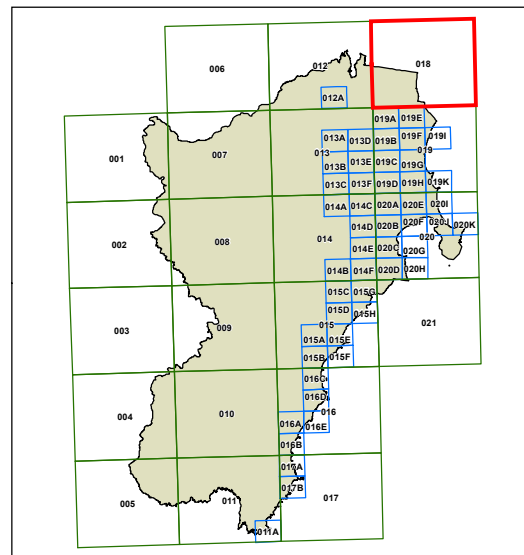 018
012
006
012A
019A 019E
013A 013D 019B 019F 019I
013 019
007
001
013B 013E 019C 019G
013C 013F 019D 019H 019K
014A 014C 020A 020E 020I
014D 020B 020F 020J 020K
014 020
002 008
014E 020C 020G
014B 014F 020D 020H
015C 015G
015D 015H
021
003 009 015
015A 015E
015B 015F
016C
016D
004 010 016
016A 016E
016B
017A
017B
005 011 017
011A